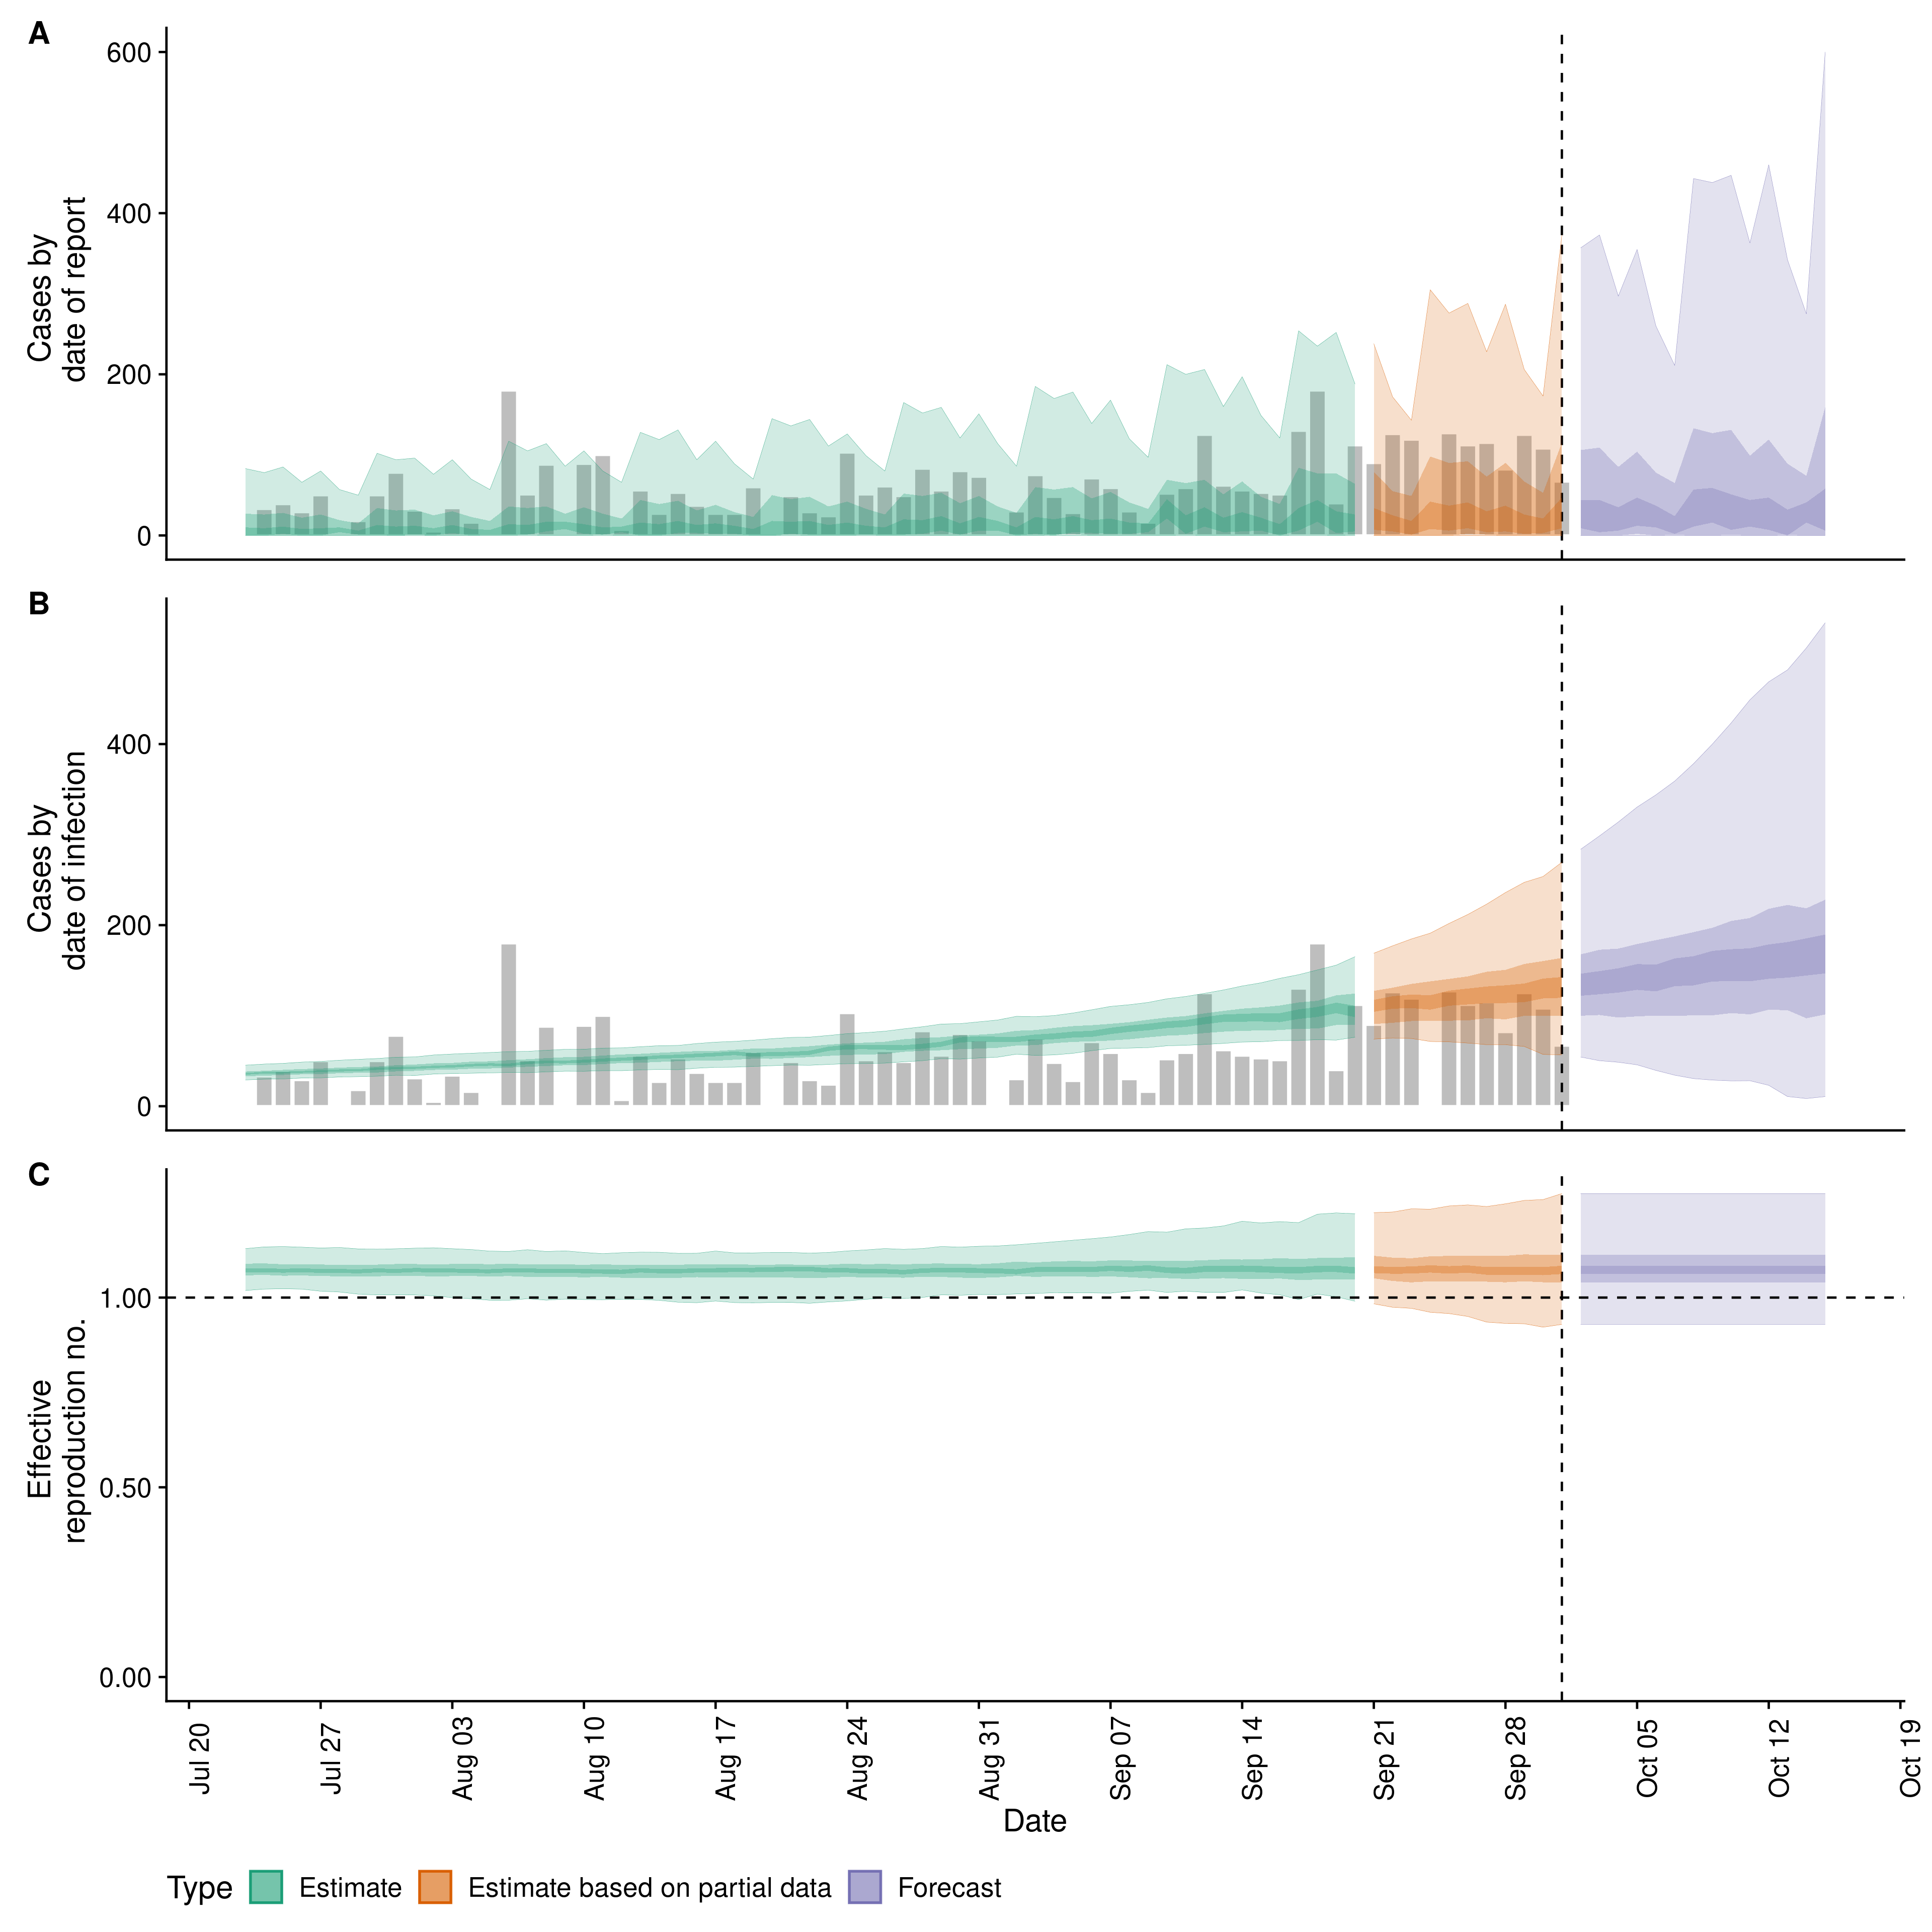 A
600
400
200
0
Cases by
date of report
B
400
200
0
Cases by
date of infection
C
1.00
0.50
0.00
Effective
reproduction no.
Jul 20
Jul 27
Aug 03
Aug 10
Aug 17
Aug 24
Aug 31
Sep 07
Sep 14
Sep 21
Sep 28
Oct 05
Oct 12
Oct 19
Date
Type Estimate Estimate based on partial data Forecast